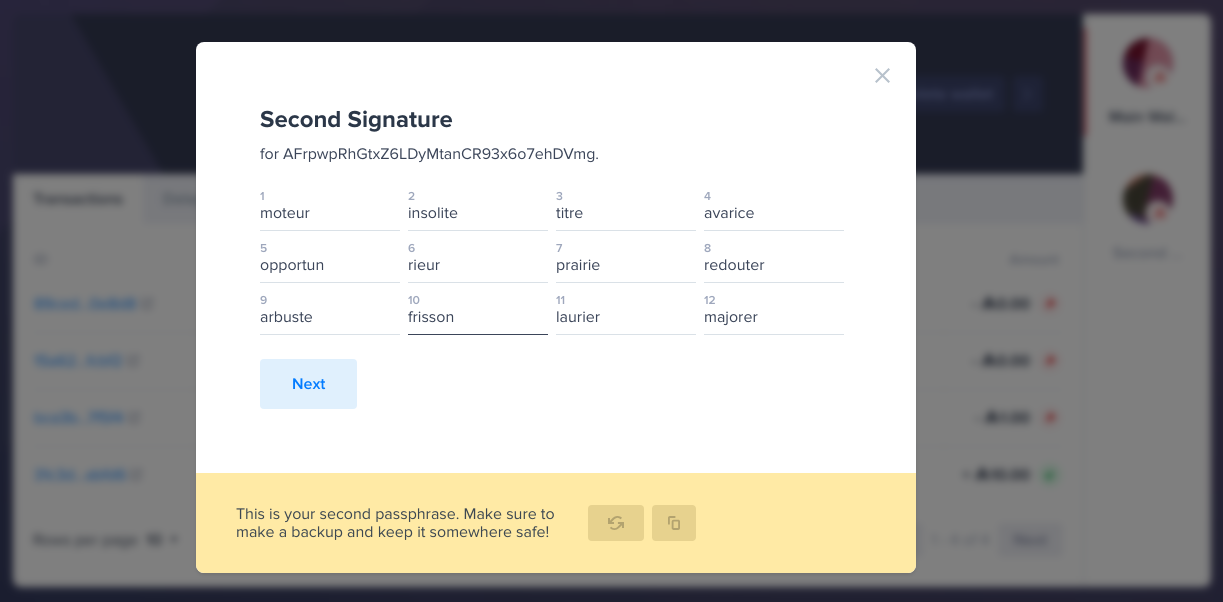 Second Signature
for AFrpwpRhGtxZ6LDyMtanCR93x6o7ehDVmg.
1 2 3 4
moteur insolite titre avarice
5 6 7 8
opportun rieur prairie redouter
9 10 11 12
arbuste frisson laurier majorer
Next
This is your second passphrase. Make sure to
make a backup and keep it somewhere safe!
Transactions
Rows per page 10